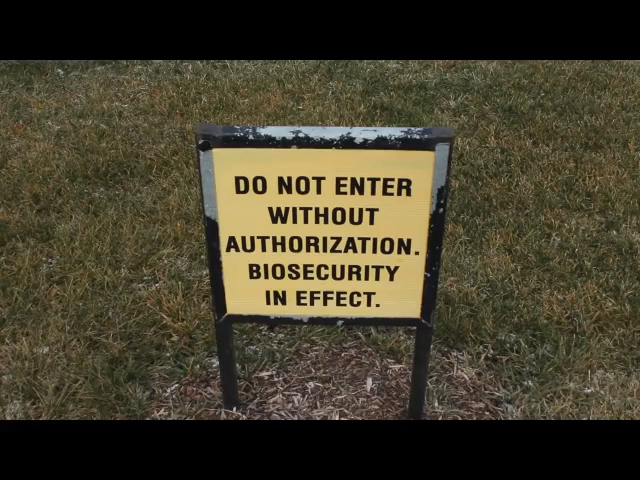 DO NOT ENTER
WITHOUT
AUTHORIZATION.
BIOSECURITY
IN EFFECT.